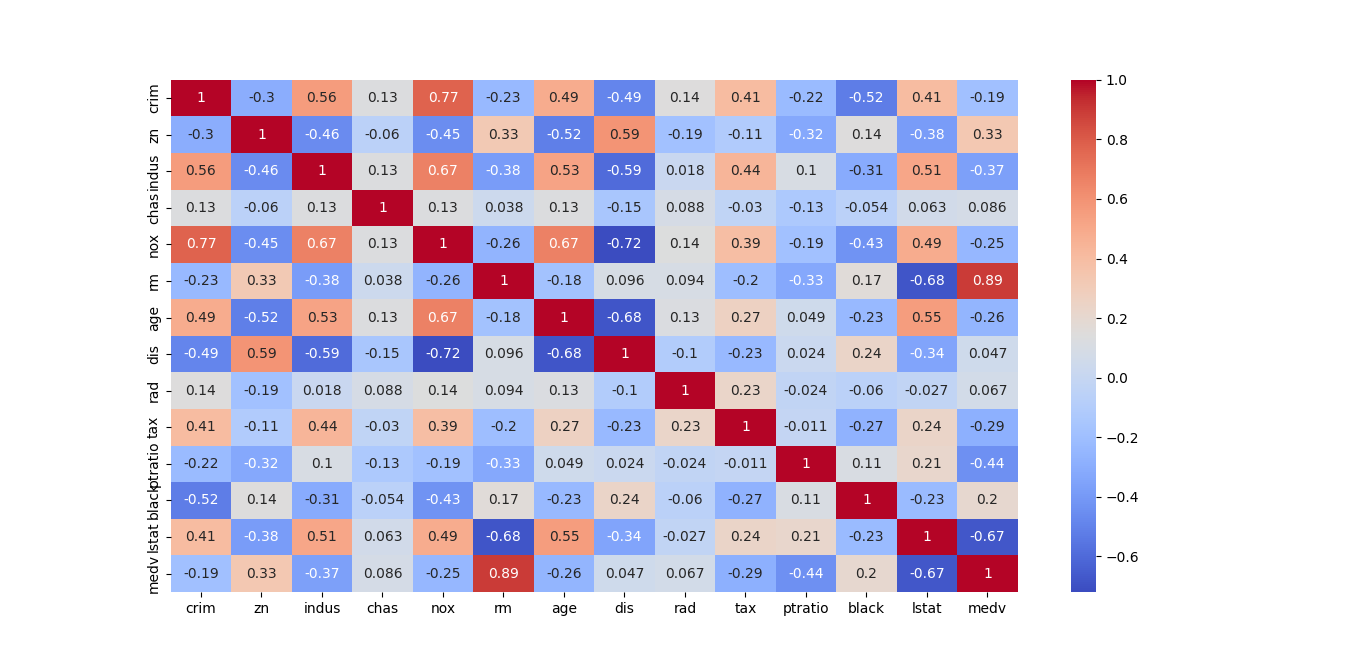 crim 1 -0.3 0.56 0.13 0.77 -0.23 0.49 -0.49 0.14 0.41 -0.22 -0.52 0.41 -0.19 1.0
zn -0.3 1 -0.46 -0.06 -0.45 0.33 -0.52 0.59 -0.19 -0.11 -0.32 0.14 -0.38 0.33 0.8
indus 0.56 -0.46 1 0.13 0.67 -0.38 0.53 -0.59 0.018 0.44 0.1 -0.31 0.51 -0.37 0.6
chas 0.13 -0.06 0.13 1 0.13 0.038 0.13 -0.15 0.088 -0.03 -0.13 -0.054 0.063 0.086
nox 0.77 -0.45 0.67 0.13 1 -0.26 0.67 -0.72 0.14 0.39 -0.19 -0.43 0.49 -0.25 0.4
rm -0.23 0.33 -0.38 0.038 -0.26 1 -0.18 0.096 0.094 -0.2 -0.33 0.17 -0.68 0.89
age 0.49 -0.52 0.53 0.13 0.67 -0.18 1 -0.68 0.13 0.27 0.049 -0.23 0.55 -0.26 0.2
dis -0.49 0.59 -0.59 -0.15 -0.72 0.096 -0.68 1 -0.1 -0.23 0.024 0.24 -0.34 0.047 0.0
rad 0.14 -0.19 0.018 0.088 0.14 0.094 0.13 -0.1 1 0.23 -0.024 -0.06 -0.027 0.067
tax 0.41 -0.11 0.44 -0.03 0.39 -0.2 0.27 -0.23 0.23 1 -0.011 -0.27 0.24 -0.29 -0.2
ptratio -0.22 -0.32 0.1 -0.13 -0.19 -0.33 0.049 0.024 -0.024 -0.011 1 0.11 0.21 -0.44
black -0.52 0.14 -0.31 -0.054 -0.43 0.17 -0.23 0.24 -0.06 -0.27 0.11 1 -0.23 0.2 -0.4
lstat 0.41 -0.38 0.51 0.063 0.49 -0.68 0.55 -0.34 -0.027 0.24 0.21 -0.23 1 -0.67 -0.6
medv -0.19 0.33 -0.37 0.086 -0.25 0.89 -0.26 0.047 0.067 -0.29 -0.44 0.2 -0.67 1
crim zn indus chas nox rm age dis rad tax ptratio black lstat medv